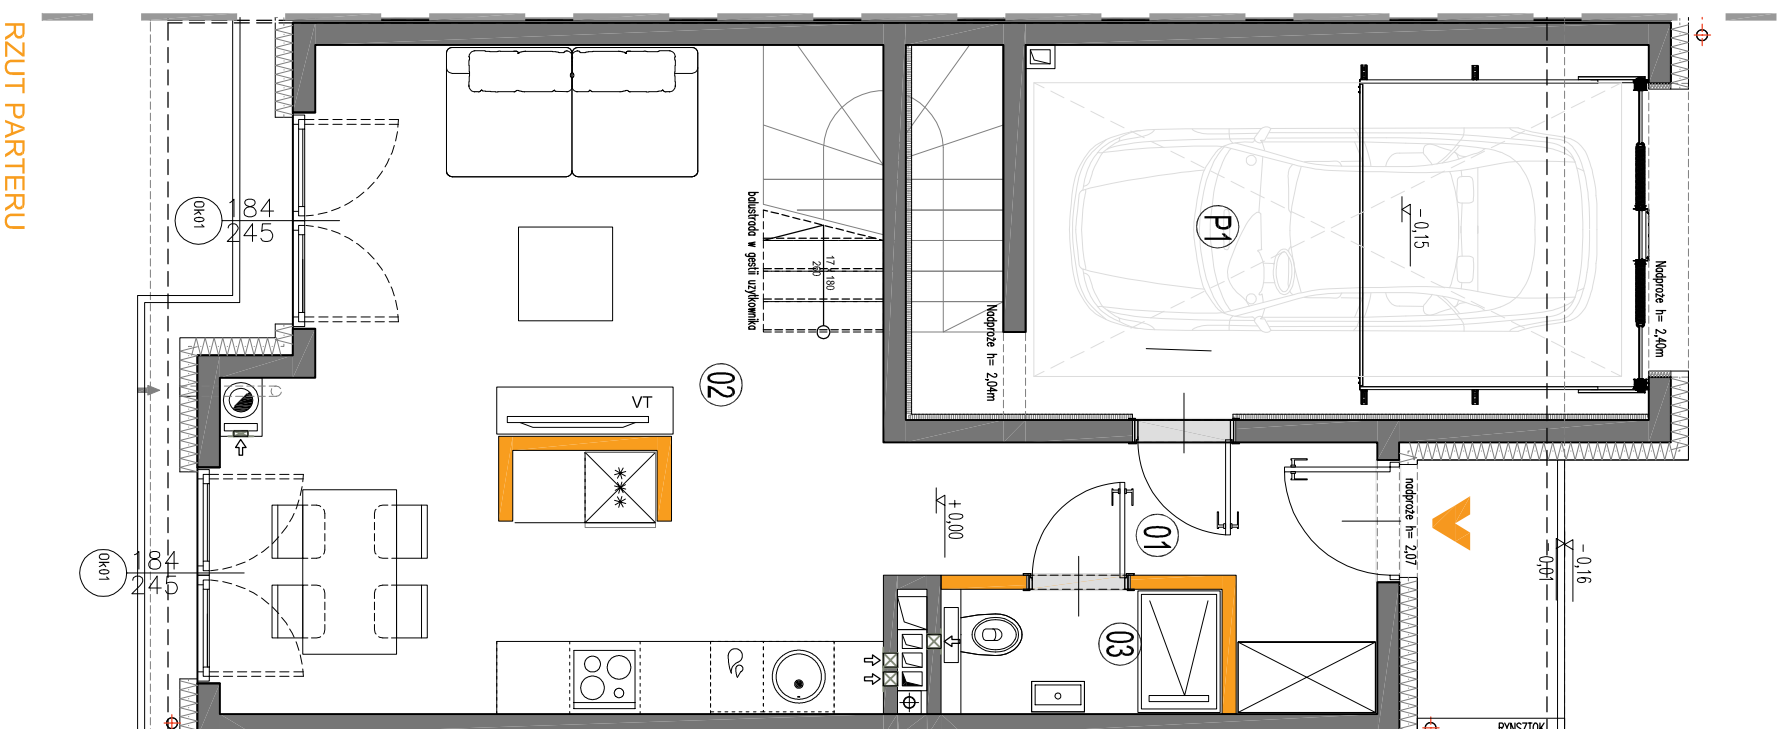 RZUT PARTERU
Ok01
184
245
Ok01
184
245
balustrada w gestii użytkownika
17 x 180
260
02
VT
Nadproże h= 2,04m
P1
-0,15
Nadproże h= 2,40m
+0,00
01
03
nadproże h= 2,07
-0,01
-0,16
RYNSZTOK